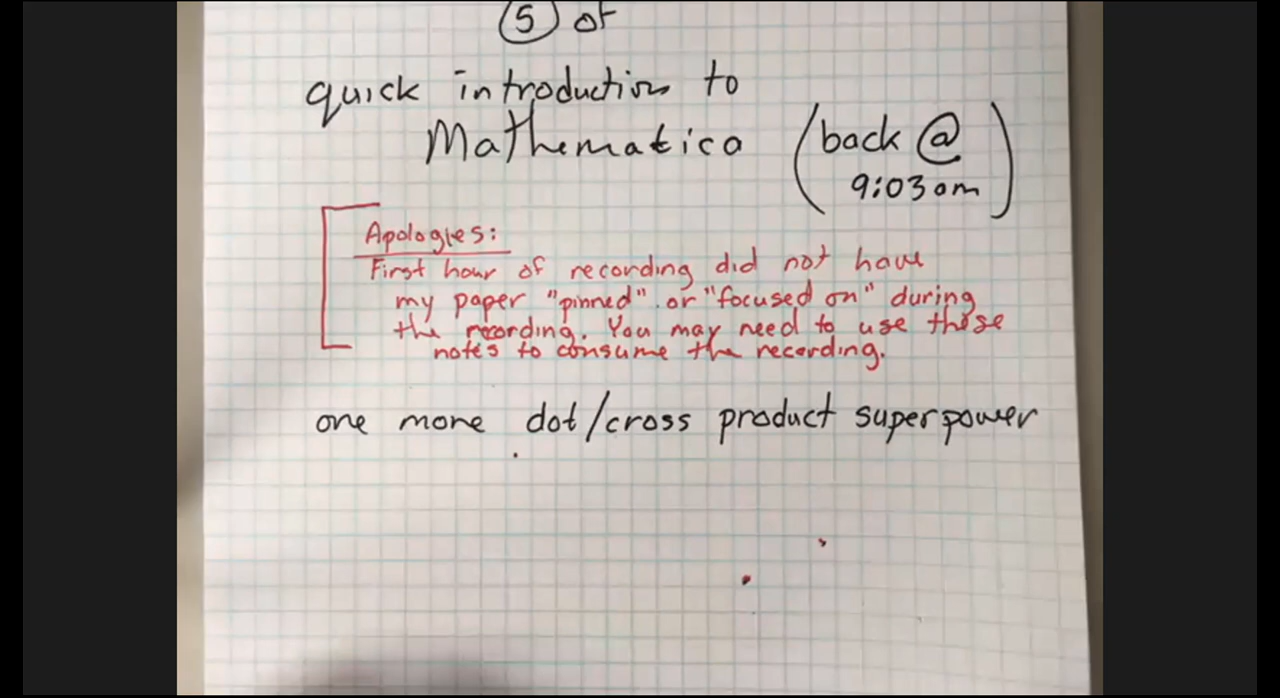 5 of
quick introduction to
Mathematica (back @
9:03am)
Apologies:
First hour of recording did not have
my paper "pinned" or "focused on" during
the recording. You may need to use these
notes to consume the recording.
one more dot/cross product superpower